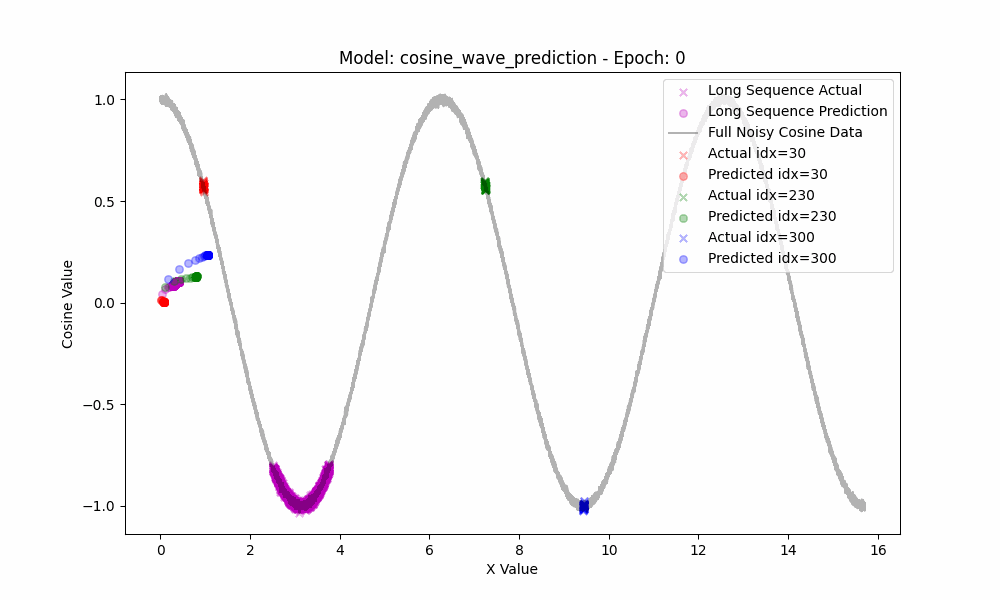 Model: cosine_wave_prediction - Epoch: 0
Long Sequence Actual
Long Sequence Prediction
Full Noisy Cosine Data
Actual idx=30
Predicted idx=30
Actual idx=230
Predicted idx=230
Actual idx=300
Predicted idx=300
Cosine Value
1.0
0.5
0.0
−0.5
−1.0
0 2 4 6 8 10 12 14 16
X Value